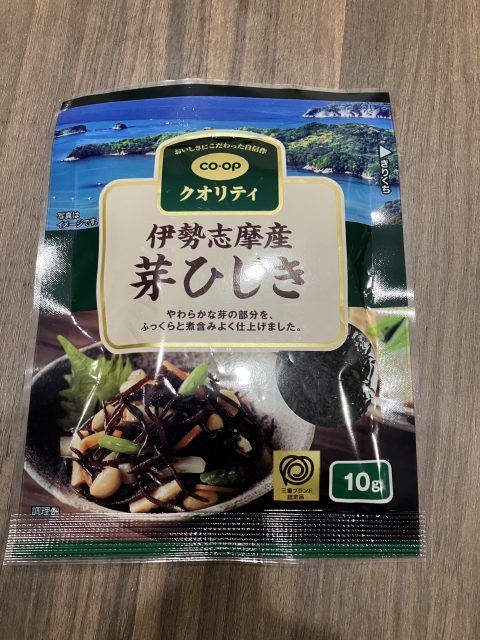 おいしさにこだわった自信作
co・op
クオリティ
▷きりくち
写真は
イメージです。
伊勢志摩産
芽ひじき
やわらかな芽の部分を、
ふっくらと煮含みよく仕上げました。
三重ブランド
認定品
10g
調理例